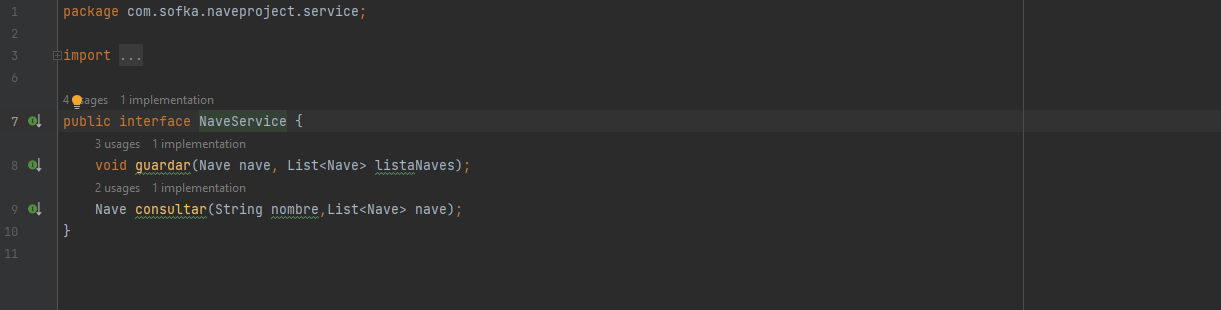 1 package com.sofka.naveproject.service;
2
3 import ...
6
4 usages 1 implementation
7 public interface NaveService {
3 usages 1 implementation
8 void guardar(Nave nave, List<Nave> listaNaves);
2 usages 1 implementation
9 Nave consultar(String nombre,List<Nave> nave);
10 }
11